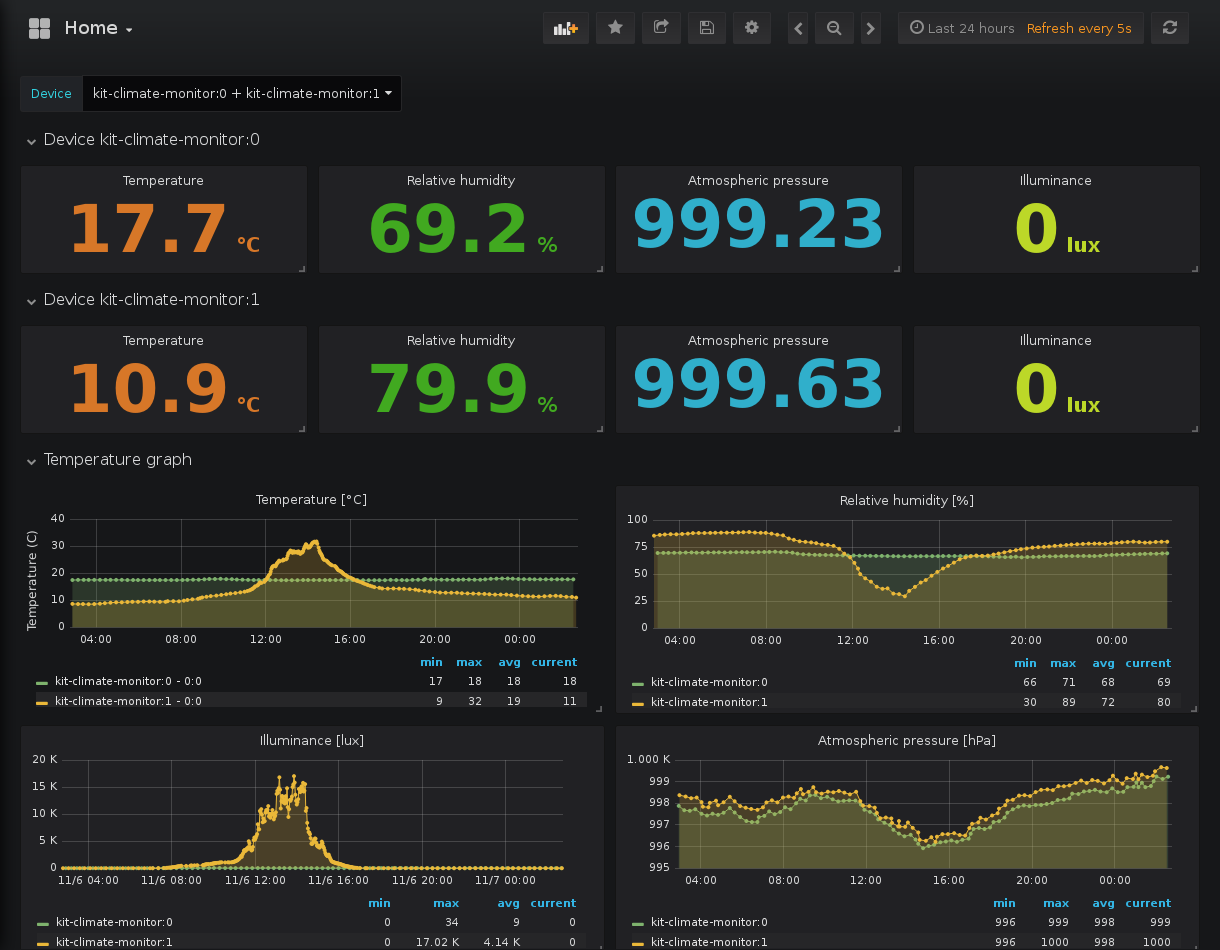 Home
Last 24 hours Refresh every 5s
Device kit-climate-monitor:0 + kit-climate-monitor:1
Device kit-climate-monitor:0
Temperature Relative humidity Atmospheric pressure Illuminance
17.7 °C 69.2 % 999.23 0 lux
Device kit-climate-monitor:1
Temperature Relative humidity Atmospheric pressure Illuminance
10.9 °C 79.9 % 999.63 0 lux
Temperature graph
Temperature [°C]
Temperature (C)
40
30
20
10
0
04:00 08:00 12:00 16:00 20:00 00:00
min max avg current
kit-climate-monitor:0 - 0:0 17 18 18 18
kit-climate-monitor:1 - 0:0 9 32 19 11
Relative humidity [%]
100
75
50
25
0
04:00 08:00 12:00 16:00 20:00 00:00
min max avg current
kit-climate-monitor:0 66 71 68 69
kit-climate-monitor:1 30 89 72 80
Illuminance [lux]
20 K
15 K
10 K
5 K
0
11/6 04:00 11/6 08:00 11/6 12:00 11/6 16:00 11/6 20:00 11/7 00:00
min max avg current
kit-climate-monitor:0 0 34 9 0
kit-climate-monitor:1 0 17.02 K 4.14 K 0
Atmospheric pressure [hPa]
1.000 K
999
998
997
996
995
04:00 08:00 12:00 16:00 20:00 00:00
min max avg current
kit-climate-monitor:0 996 999 998 999
kit-climate-monitor:1 996 1000 998 1000